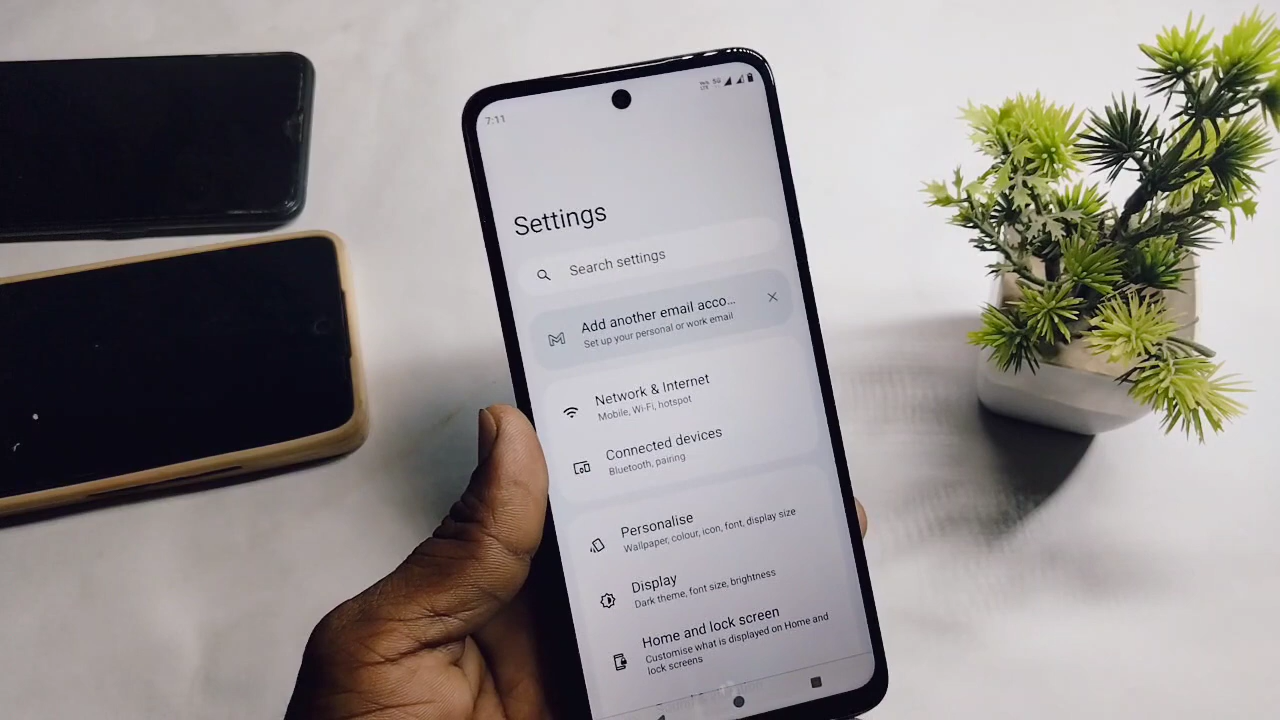 7:11
5G
Settings
Search settings
Add another email acco...
Set up your personal or work email
Network & Internet
Mobile, Wi-Fi, hotspot
Connected devices
Bluetooth, pairing
Personalise
Wallpaper, colour, icon, font, display size
Display
Dark theme, font size, brightness
Home and lock screen
Customise what is displayed on Home and
lock screens